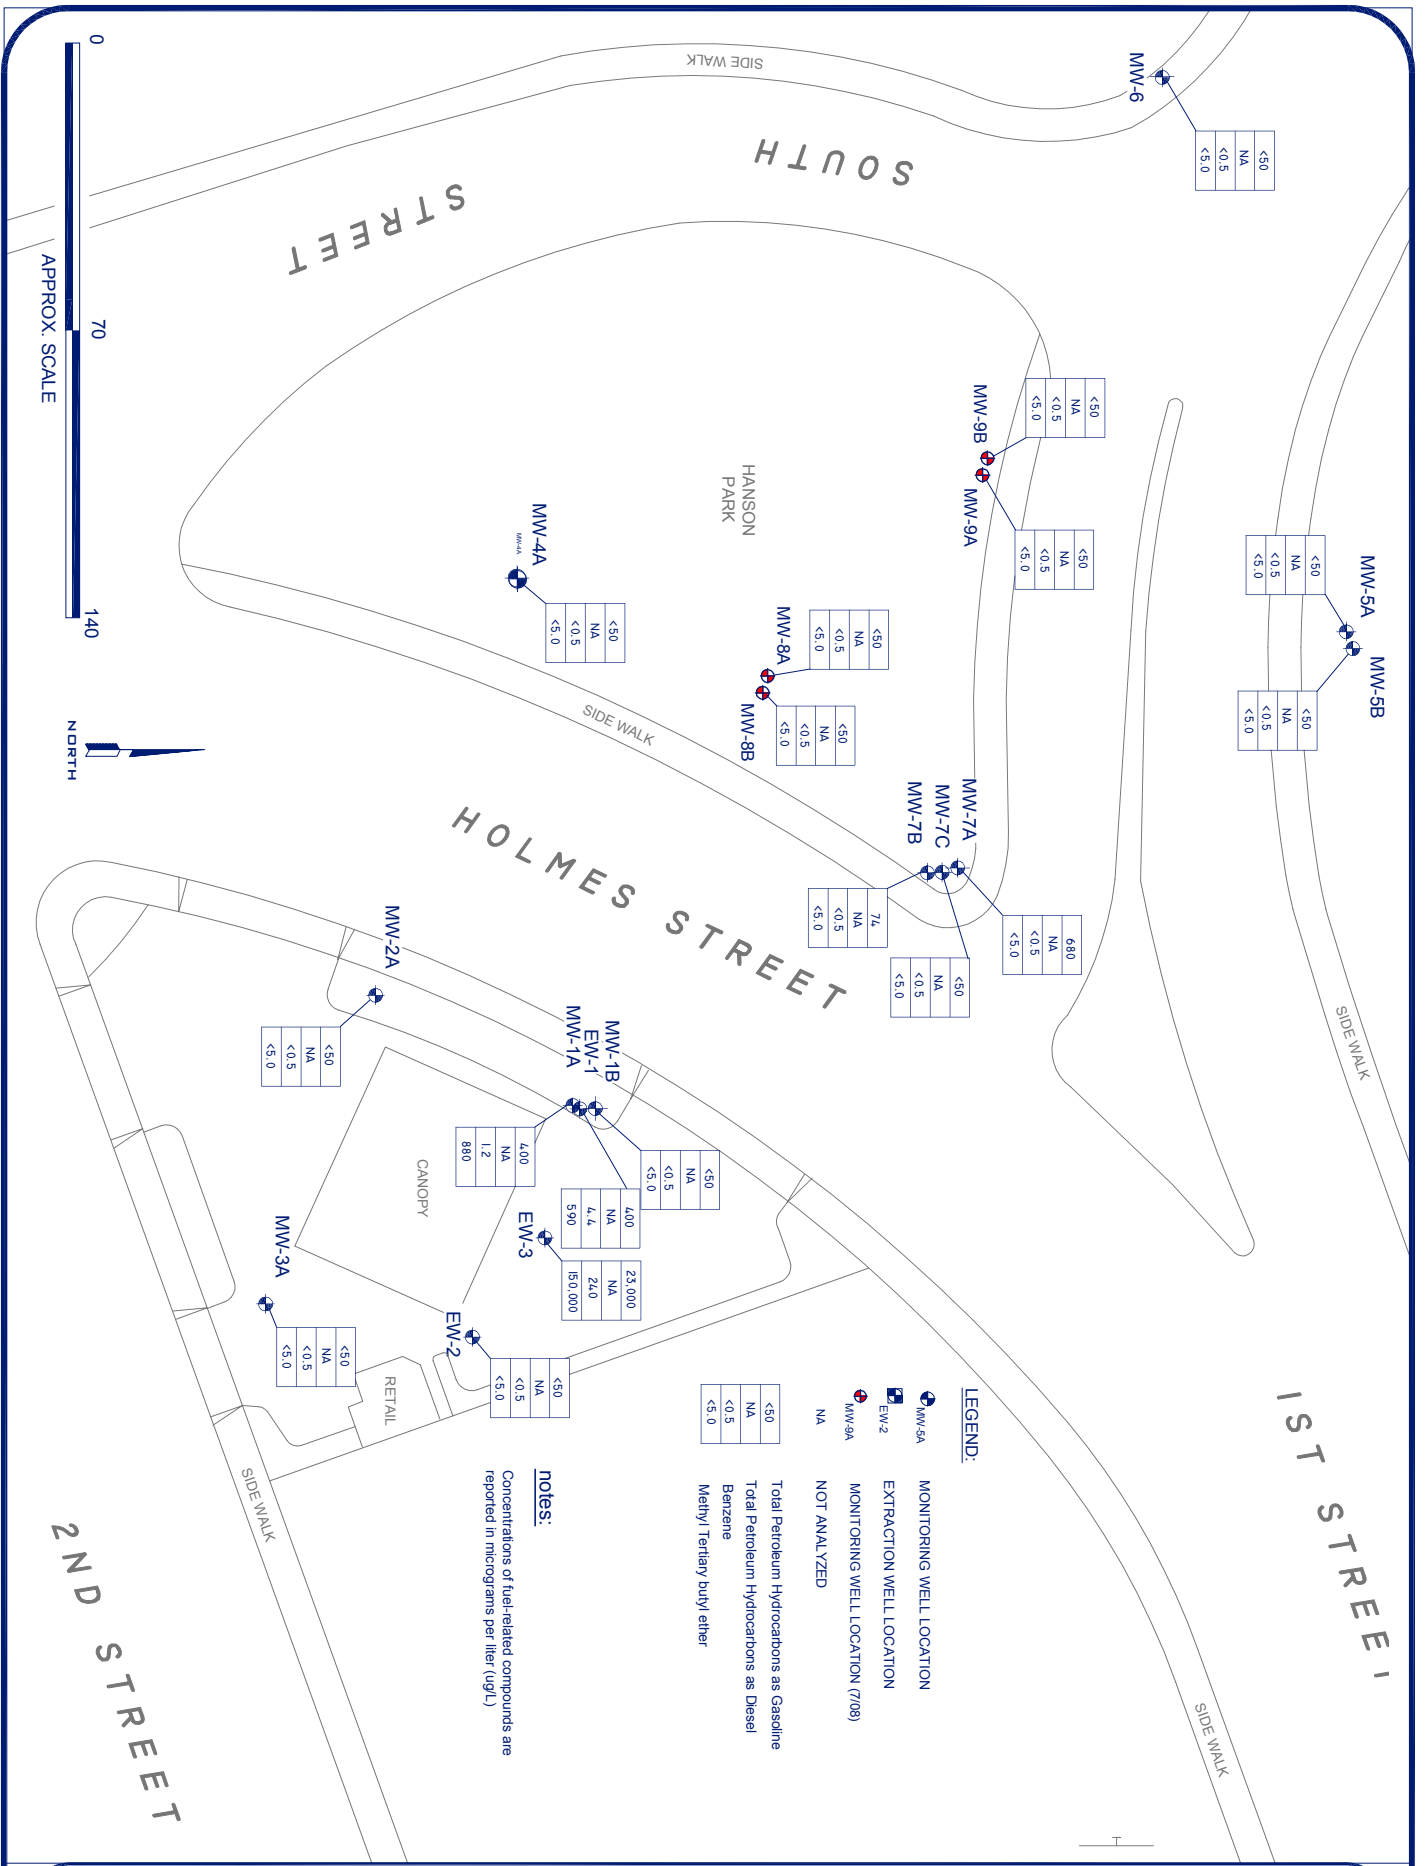 MW-6
<50
NA
<0.5
<5.0
SIDE WALK
SOUTH
STREET
MW-5A
<50
NA
<0.5
<5.0
MW-5B
<50
NA
<0.5
<5.0
MW-9B
<50
NA
<0.5
<5.0
MW-9A
<50
NA
<0.5
<5.0
HANSON
PARK
MW-4A
MW-4A
<50
NA
<0.5
<5.0
MW-8A
<50
NA
<0.5
<5.0
MW-8B
<50
NA
<0.5
<5.0
SIDE WALK
MW-7A
MW-7C
MW-7B
680
NA
<0.5
<5.0
<50
NA
<0.5
<5.0
74
NA
<0.5
<5.0
HOLMES STREET
MW-2A
<50
NA
<0.5
<5.0
MW-1B
EW-1
MW-1A
<50
NA
<0.5
<5.0
400
NA
4.4
590
400
NA
1.2
880
EW-3
23,000
NA
240
150,000
CANOPY
EW-2
<50
NA
<0.5
<5.0
MW-3A
<50
NA
<0.5
<5.0
RETAIL
SIDE WALK
2ND STREET
SIDE WALK
1ST STREET
SIDE WALK
LEGEND:
MW-5A MONITORING WELL LOCATION
EW-2 EXTRACTION WELL LOCATION
MW-9A MONITORING WELL LOCATION (7/08)
NA NOT ANALYZED
<50 Total Petroleum Hydrocarbons as Gasoline
NA Total Petroleum Hydrocarbons as Diesel
<0.5 Benzene
<5.0 Methyl Tertiary butyl ether
notes:
Concentrations of fuel-related compounds are
reported in micrograms per liter (ug/L)
0 70 140
APPROX. SCALE
NORTH